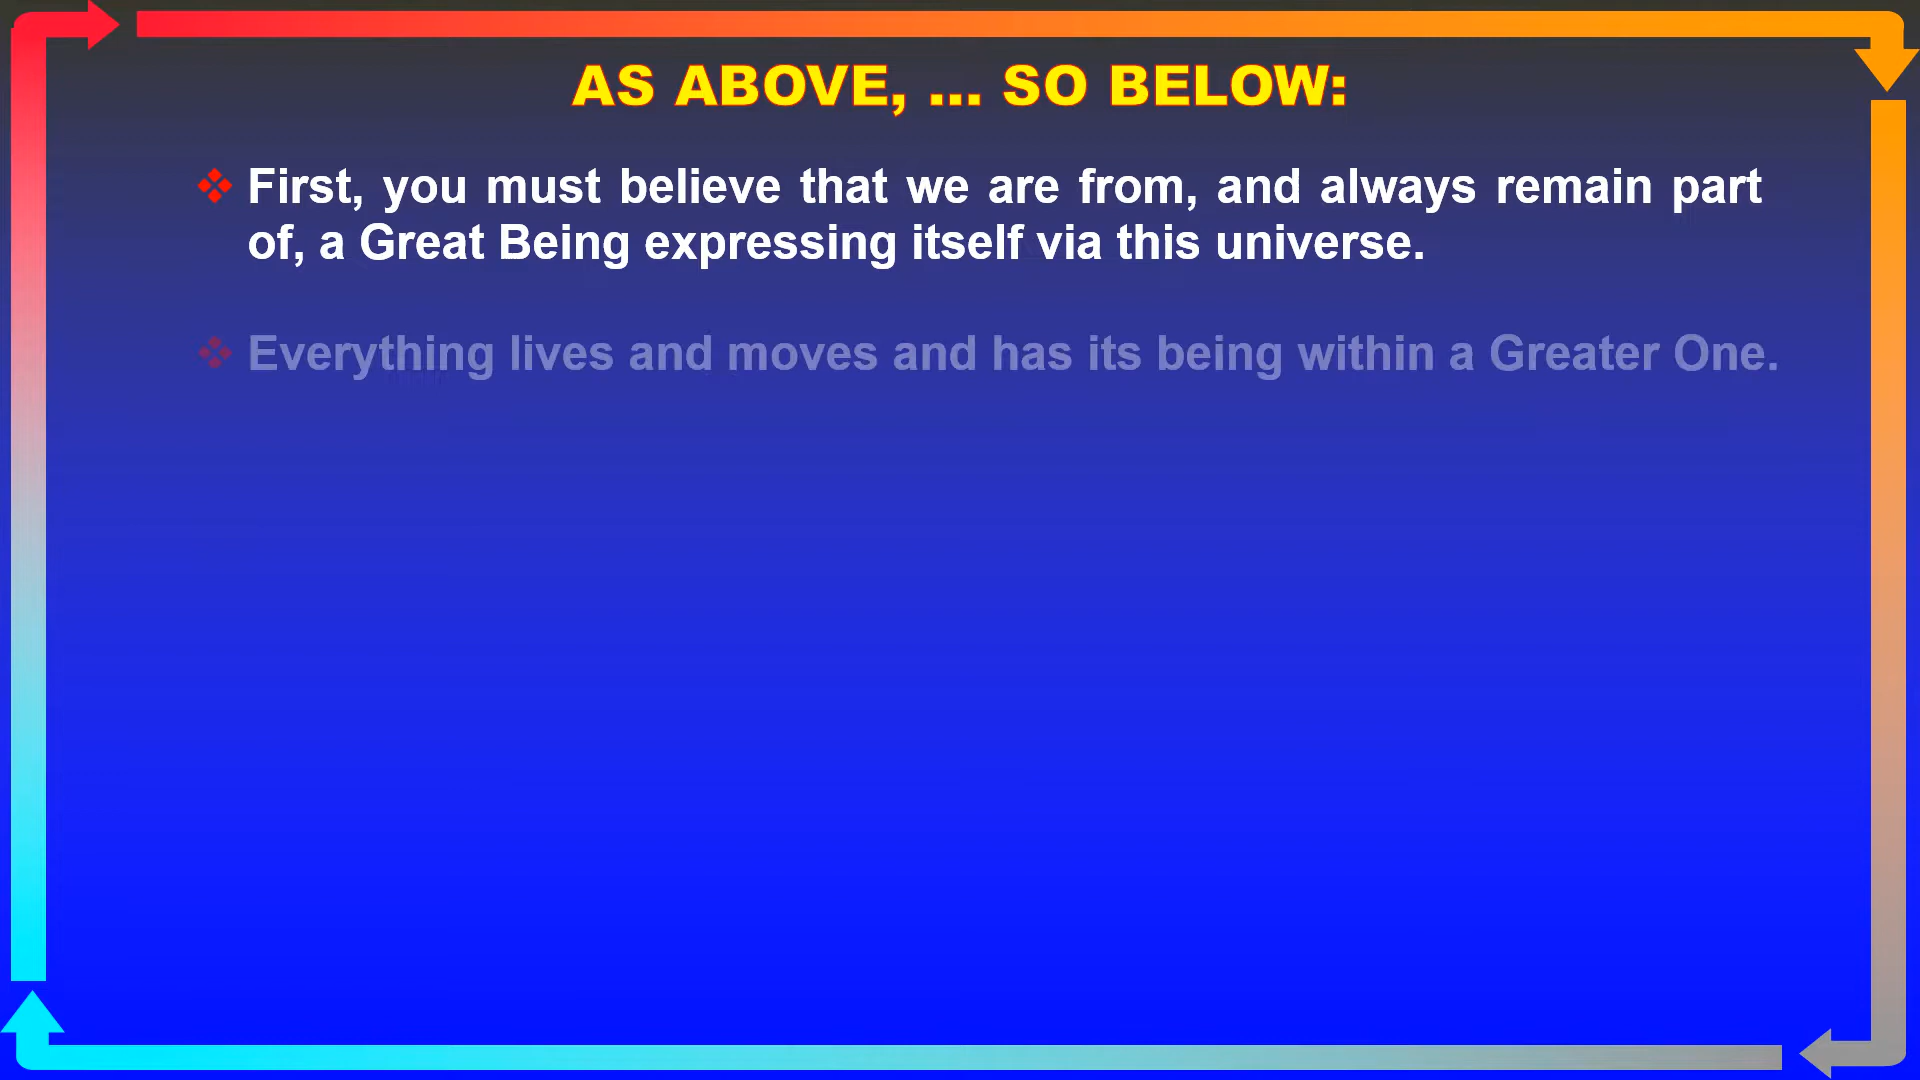 AS ABOVE, ... SO BELOW:
First, you must believe that we are from, and always remain part
of, a Great Being expressing itself via this universe.
Everything lives and moves and has its being within a Greater One.